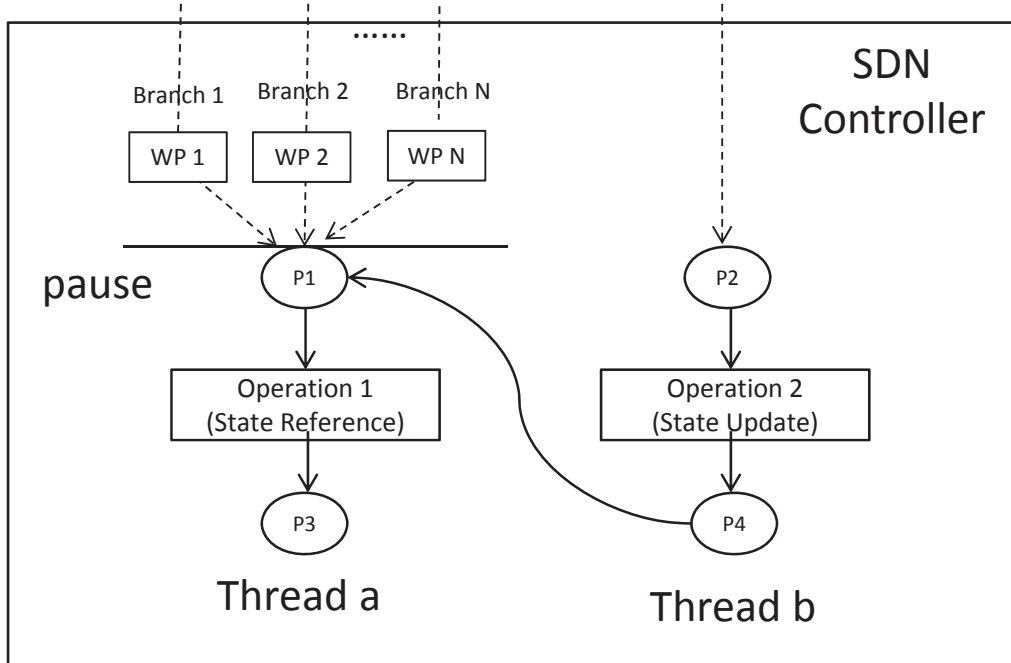 ......
SDN
Controller
Branch 1
Branch 2
Branch N
WP 1
WP 2
WP N
pause
P1
P2
Operation 1
(State Reference)
Operation 2
(State Update)
P3
P4
Thread a
Thread b